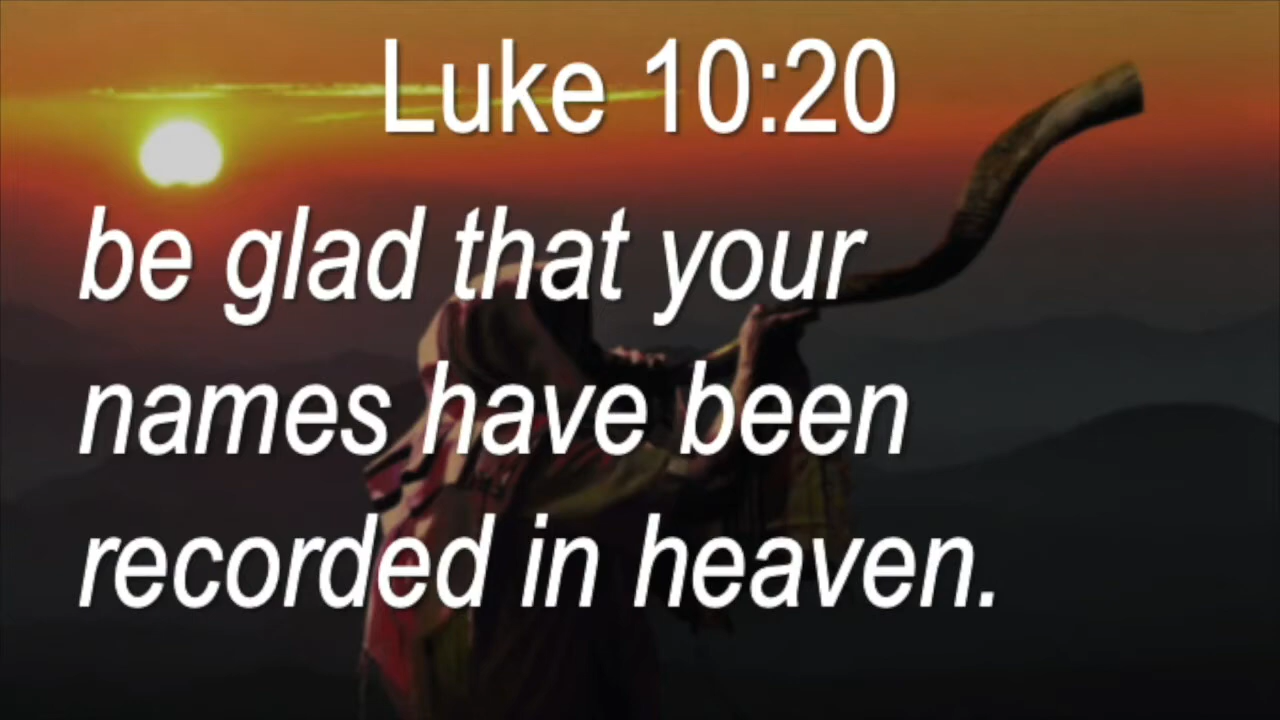 Luke 10:20
be glad that your
names have been
recorded in heaven.